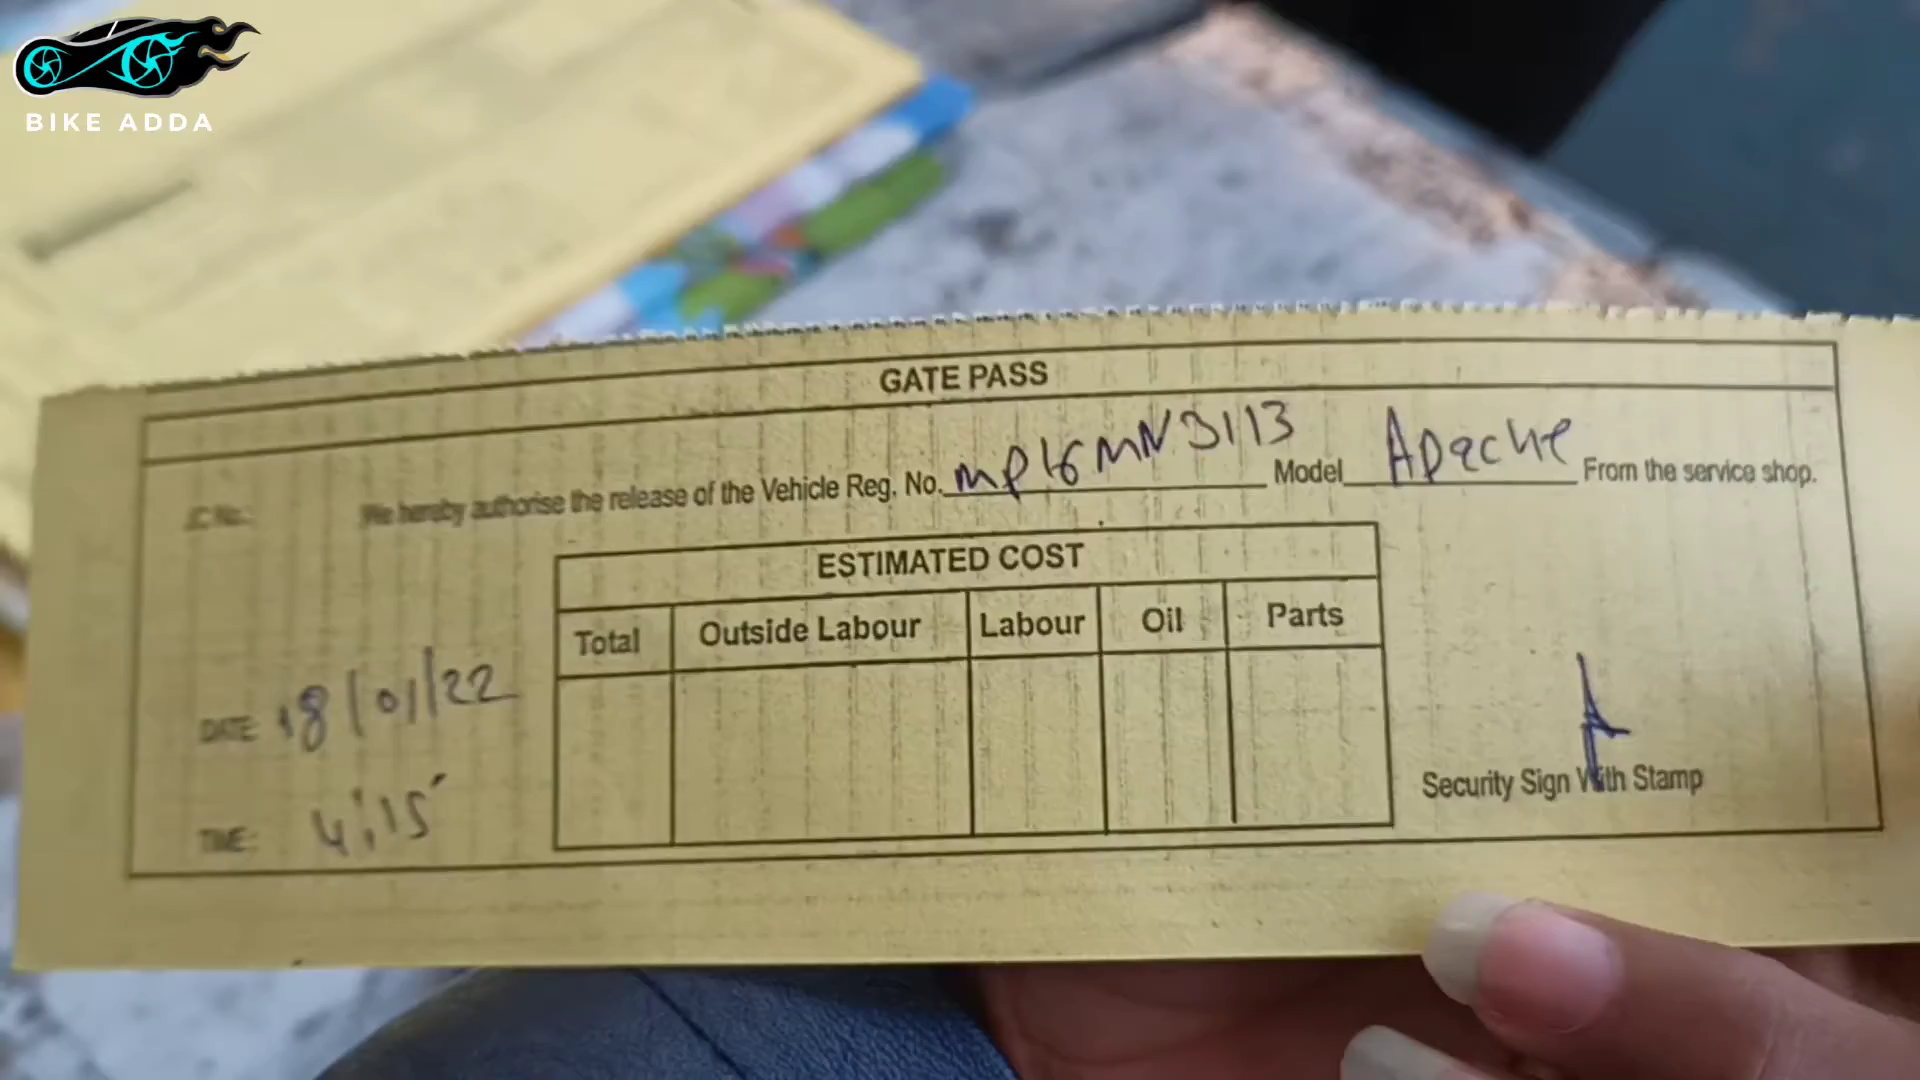 BIKE ADDA
GATE PASS
JC No.: We hereby authorise the release of the Vehicle Reg. No. MP16MN3113 Model Apache From the service shop.
ESTIMATED COST
Total Outside Labour Labour Oil Parts
DATE: 18/01/22
Security Sign With Stamp
TIME: 4:15